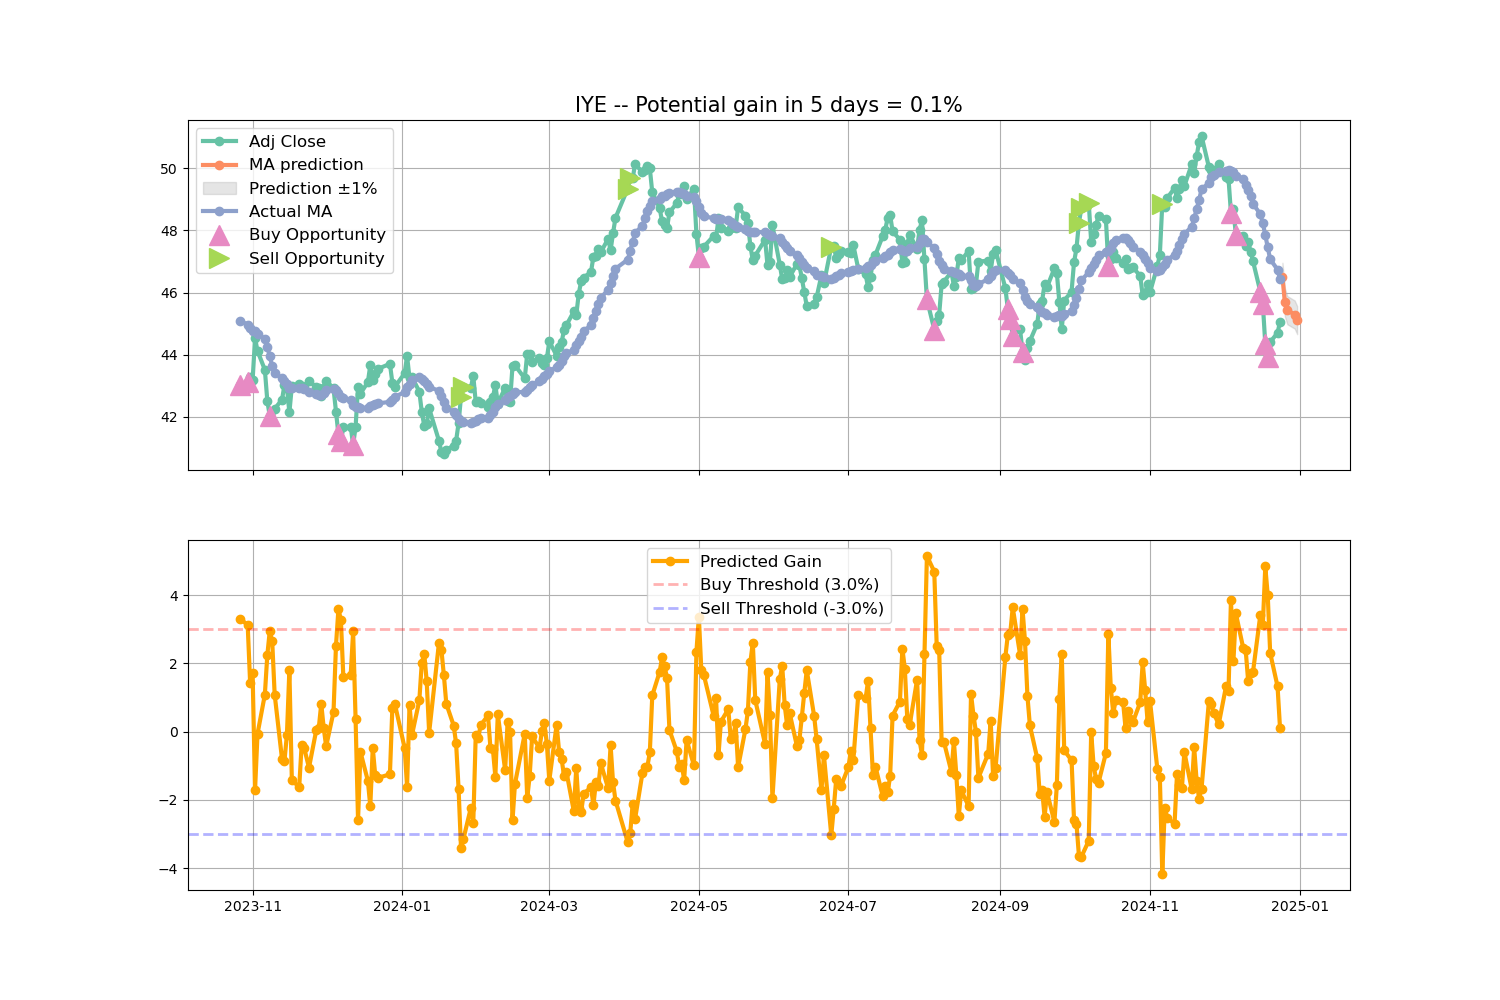 IYE -- Potential gain in 5 days = 0.1%
Adj Close
MA prediction
Prediction ±1%
Actual MA
Buy Opportunity
Sell Opportunity
50
48
46
44
42
Predicted Gain
Buy Threshold (3.0%)
Sell Threshold (-3.0%)
4
2
0
−2
−4
2023-11 2024-01 2024-03 2024-05 2024-07 2024-09 2024-11 2025-01